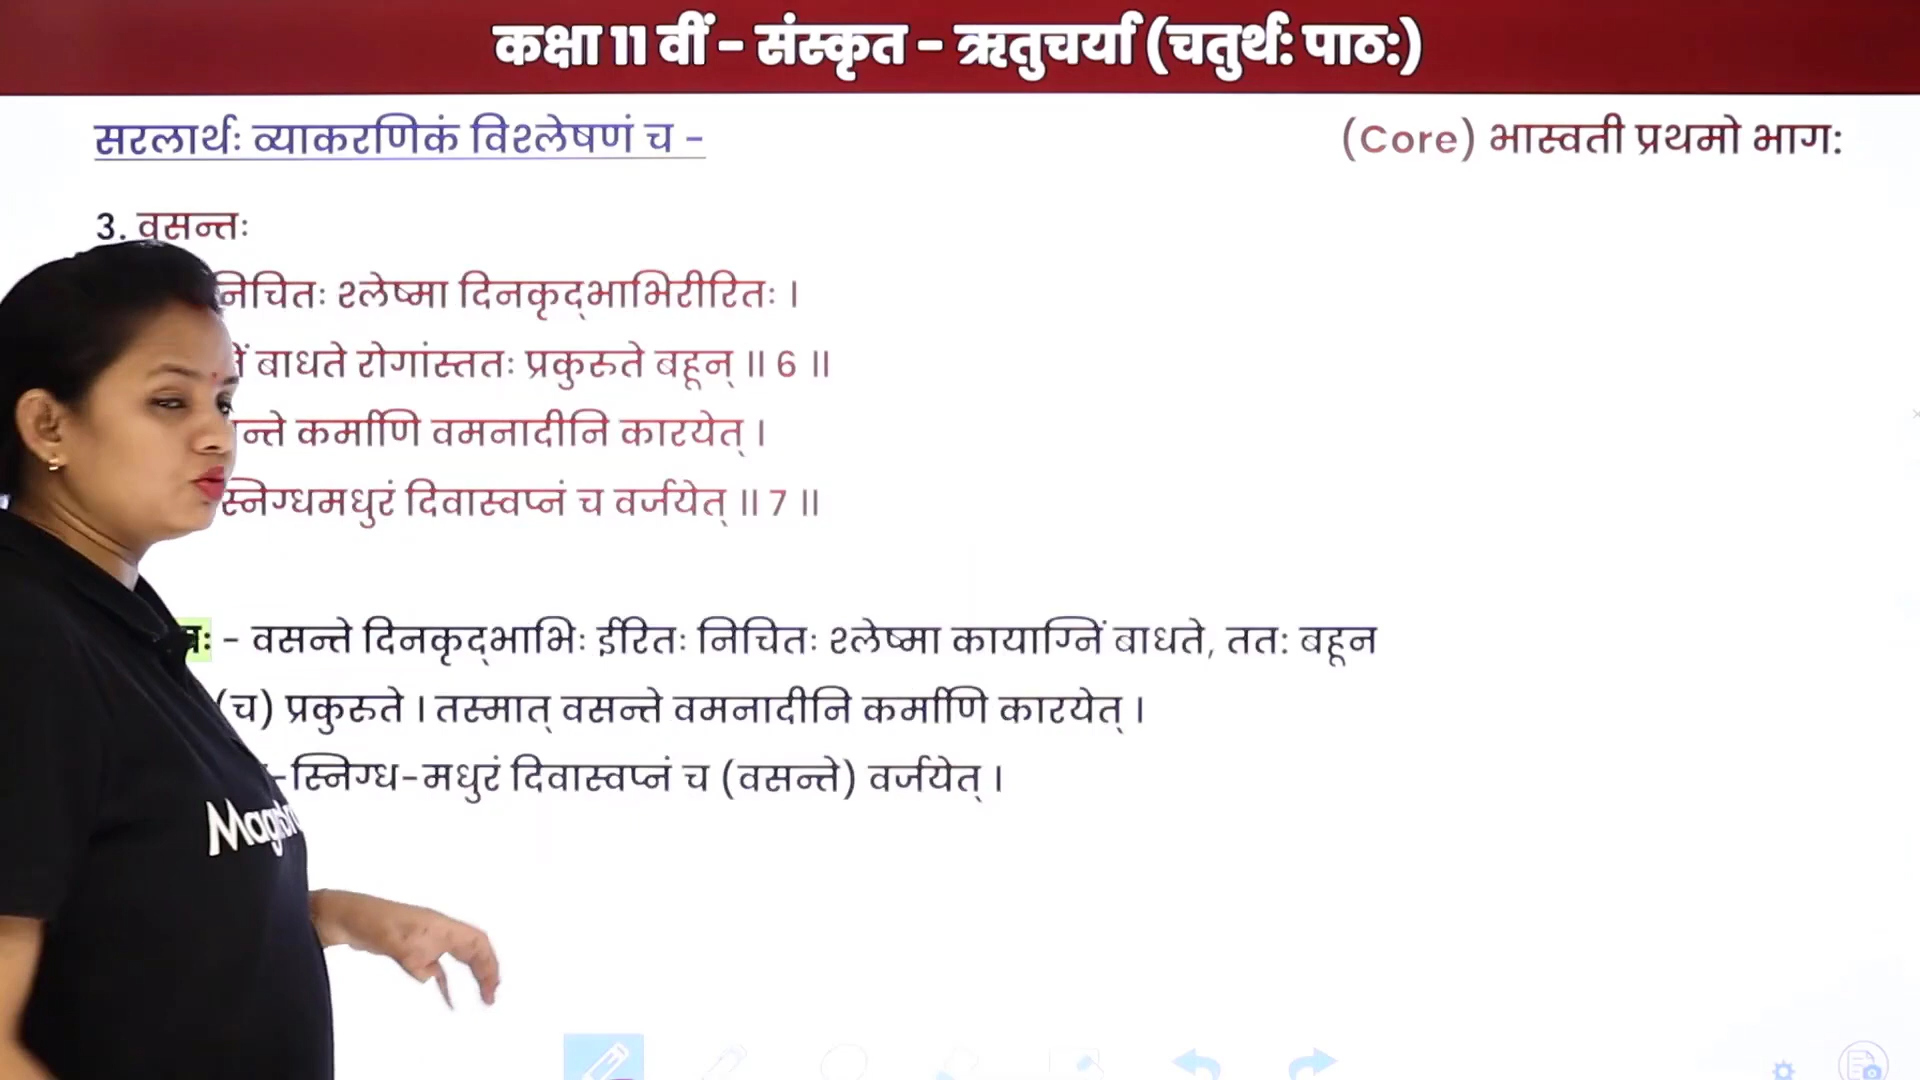 कक्षा 11 वीं - संस्कृत - ऋतुचर्या (चतुर्थ: पाठ:)
सरलार्थः व्याकरणिकं विश्लेषणं च -
(Core) भास्वती प्रथमो भाग:
3. वसन्तः
निचितः श्लेष्मा दिनकृद्भाभिरीरितः ।
बाधते रोगांस्ततः प्रकुरुते बहून् ॥ 6 ॥
कर्माणि वमनादीनि कारयेत् ।
स्निग्धमधुरं दिवास्वप्नं च वर्जयेत् ॥ 7 ॥
- वसन्ते दिनकृद्भाभिः ईरितः निचितः श्लेष्मा कायाग्निं बाधते, तत: बहून
(च) प्रकुरुते । तस्मात् वसन्ते वमनादीनि कर्माणि कारयेत् ।
-स्निग्ध-मधुरं दिवास्वप्नं च (वसन्ते) वर्जयेत् ।